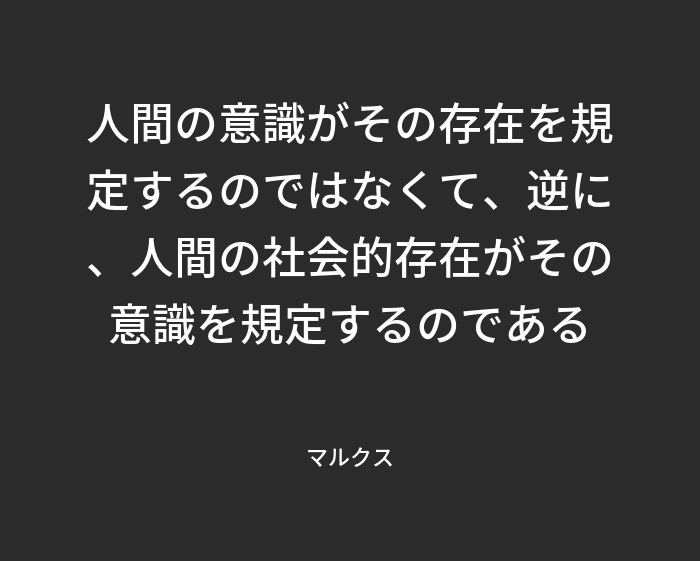 人間の意識がその存在を規
定するのではなくて、逆に
、人間の社会的存在がその
意識を規定するのである
マルクス